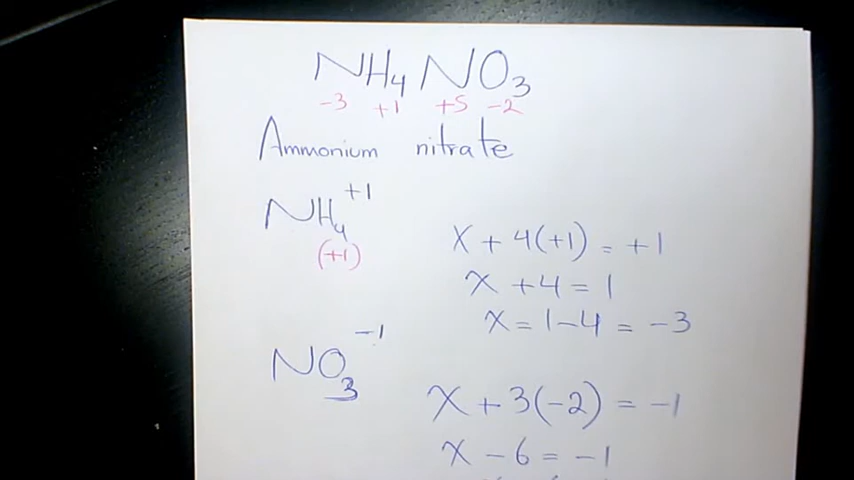 NH₄NO₃
-3 +1 +5 -2
Ammonium nitrate
NH₄⁺¹
(+1)
x + 4(+1) = +1
x + 4 = 1
x = 1-4 = -3
NO₃⁻¹
x + 3(-2) = -1
x - 6 = -1